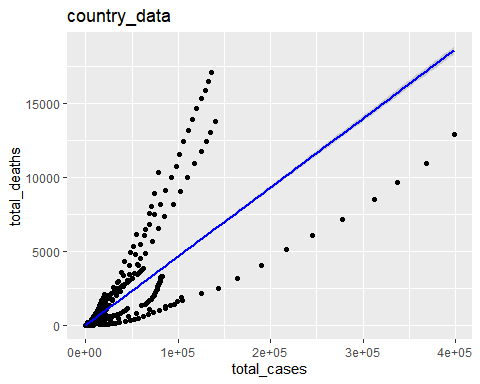 country_data
total_deaths
15000
10000
5000
0
0e+00 1e+05 2e+05 3e+05 4e+05
total_cases